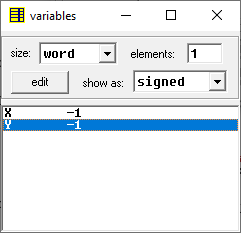 variables
size: word elements: 1
edit show as: signed
X -1
Y -1